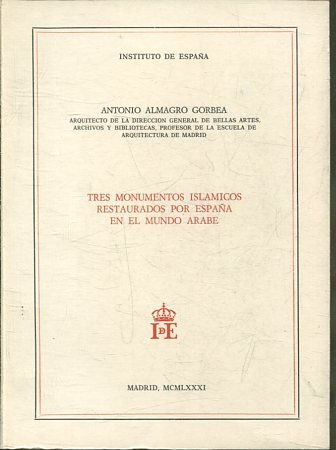 INSTITUTO DE ESPAÑA
ANTONIO ALMAGRO GORBEA
ARQUITECTO DE LA DIRECCION GENERAL DE BELLAS ARTES,
ARCHIVOS Y BIBLIOTECAS, PROFESOR DE LA ESCUELA DE
ARQUITECTURA DE MADRID
TRES MONUMENTOS ISLAMICOS
RESTAURADOS POR ESPAÑA
EN EL MUNDO ARABE
IDE
MADRID, MCMLXXXI